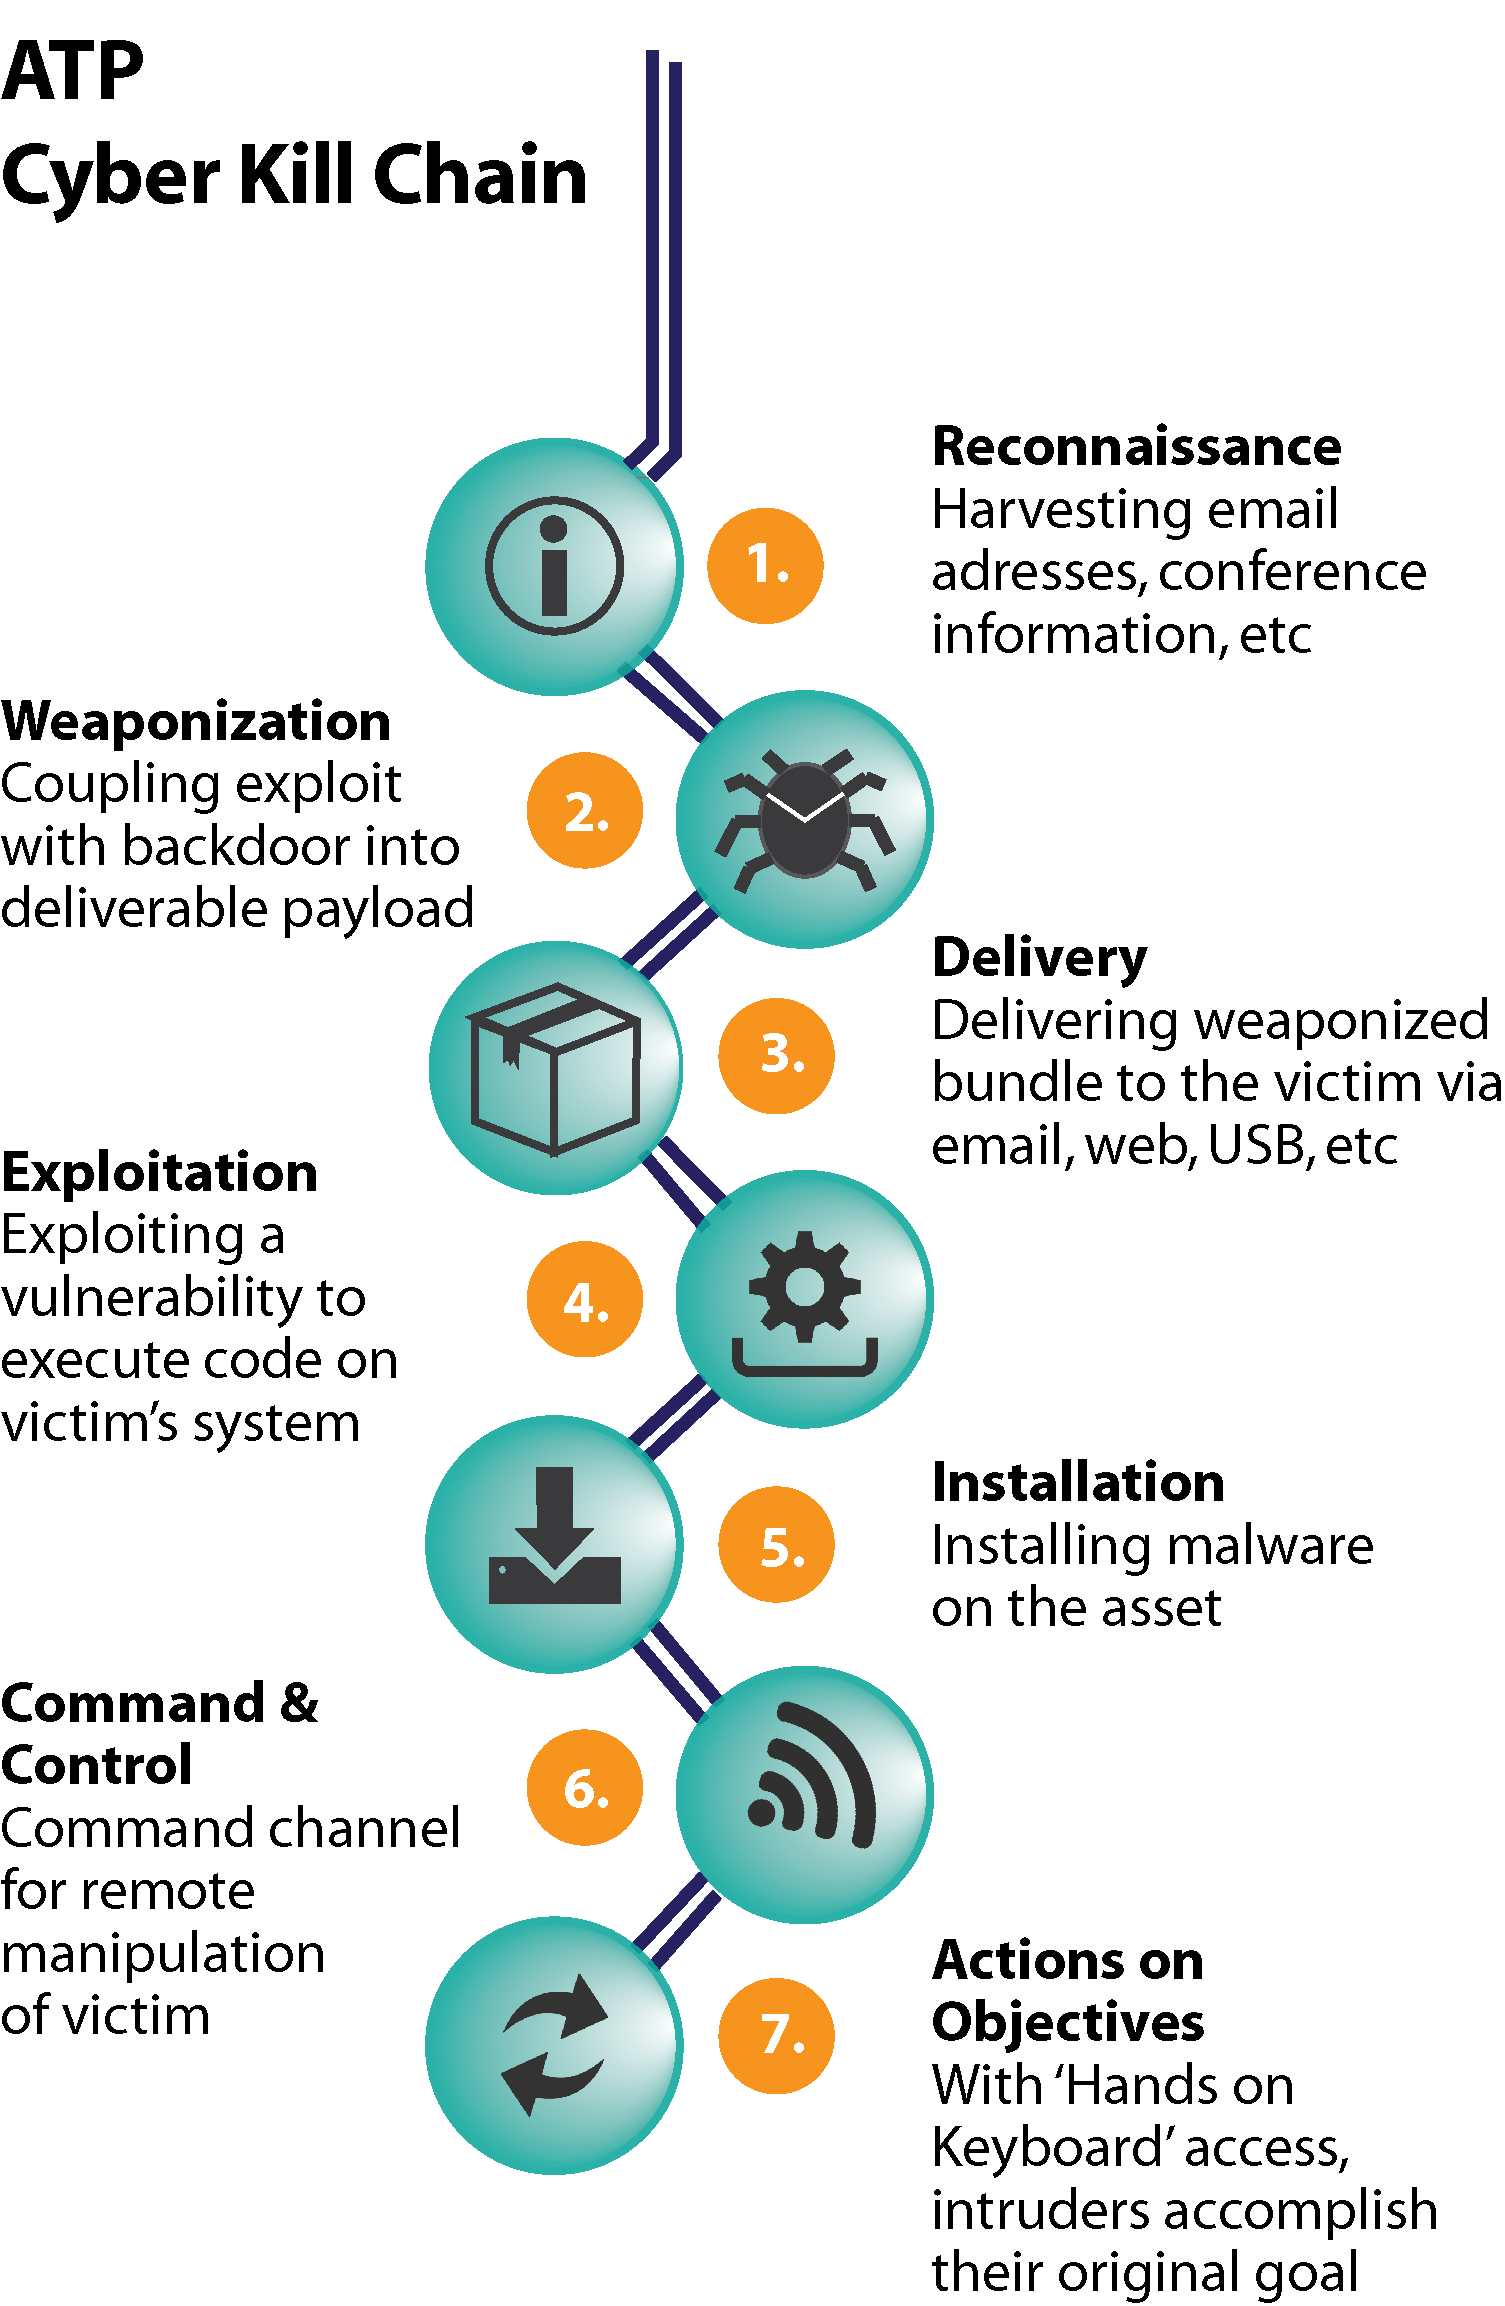 ATP
Cyber Kill Chain
1.
Reconnaissance
Harvesting email
adresses, conference
information, etc
Weaponization
Coupling exploit
with backdoor into
deliverable payload
2.
3.
Delivery
Delivering weaponized
bundle to the victim via
email, web, USB, etc
Exploitation
Exploiting a
vulnerability to
execute code on
victim’s system
4.
5.
Installation
Installing malware
on the asset
Command &
Control
Command channel
for remote
manipulation
of victim
6.
7.
Actions on
Objectives
With ‘Hands on
Keyboard’ access,
intruders accomplish
their original goal